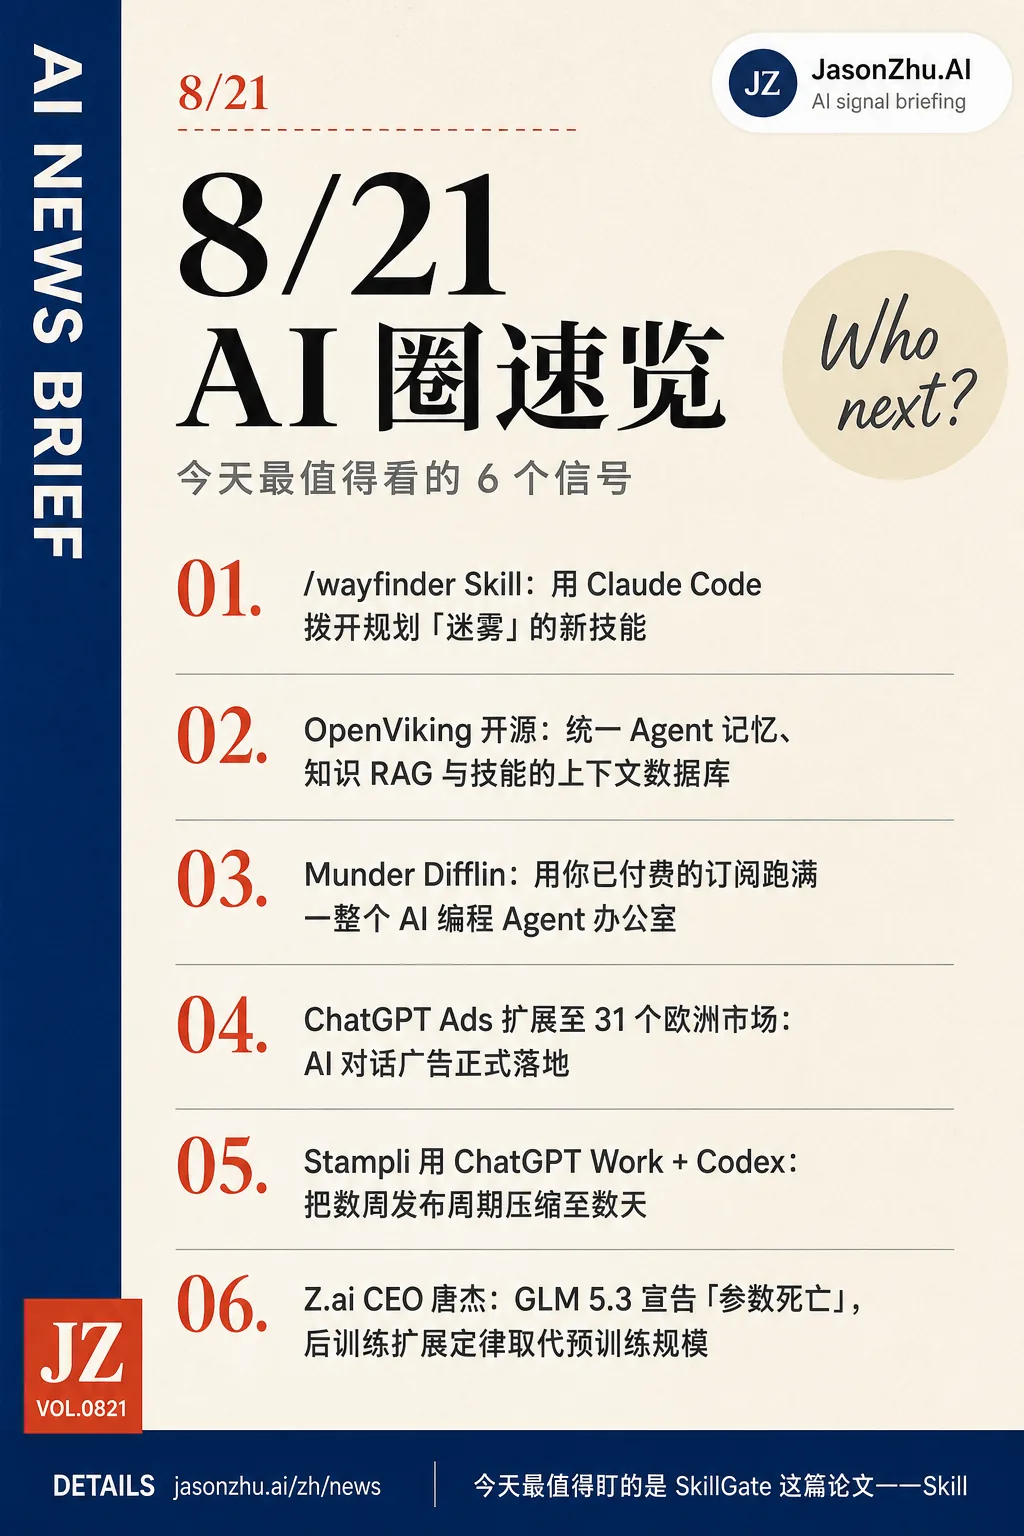 AI NEWS BRIEF
8/21
JZ
JasonZhu.AI
AI signal briefing
8/21
AI 圈速览
今天最值得看的 6 个信号
Who
next?
01.
/wayfinder Skill：用 Claude Code
拨开规划「迷雾」的新技能
02.
OpenViking 开源：统一 Agent 记忆、
知识 RAG 与技能的上下文数据库
03.
Munder Difflin：用你已付费的订阅跑满
一整个 AI 编程 Agent 办公室
04.
ChatGPT Ads 扩展至 31 个欧洲市场：
AI 对话广告正式落地
05.
Stampli 用 ChatGPT Work + Codex：
把数周发布周期压缩至数天
06.
Z.ai CEO 唐杰：GLM 5.3 宣告「参数死亡」，
后训练扩展定律取代预训练规模
JZ
VOL.0821
DETAILS jasonzhu.ai/zh/news
今天最值得盯的是 SkillGate 这篇论文——Skill